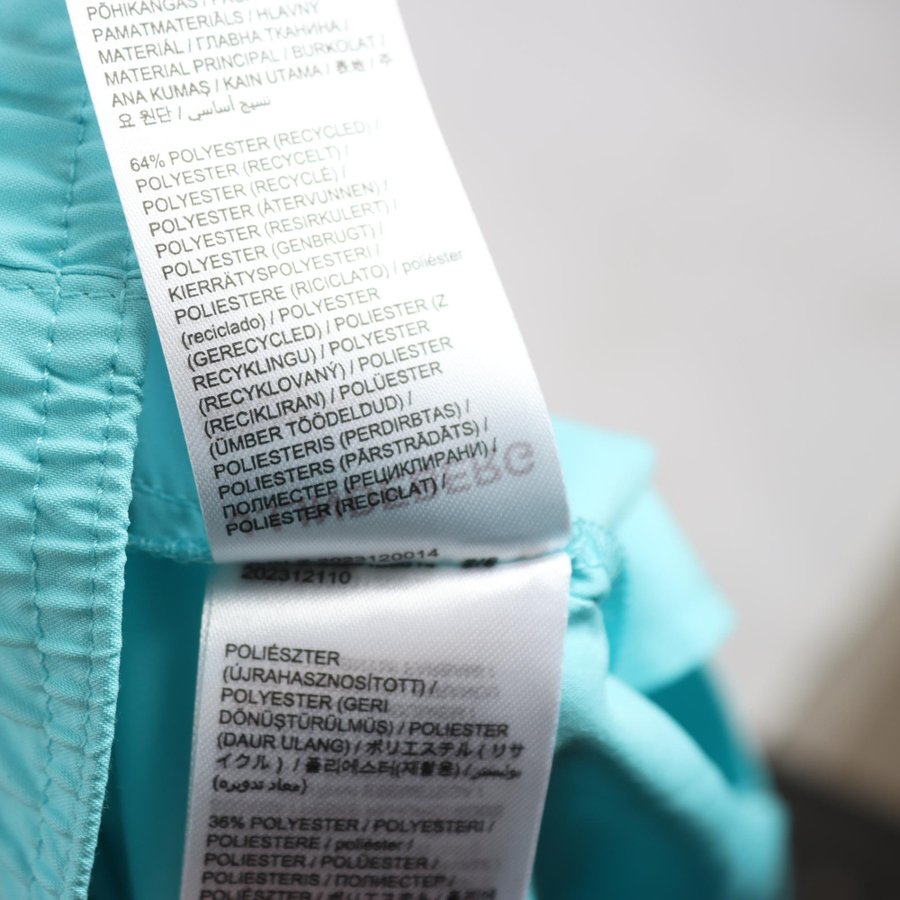 PÕHIKANGAS /
PAMATMATERIĀLS / HLAVNÝ
MATERIÁL / ГЛАВНА ТКАНИНА /
MATERIAL PRINCIPAL / BURKOLAT /
ANA KUMAŞ / KAIN UTAMA / 表地 / 주
요 원단 / نسيج أساسي
64% POLYESTER (RECYCLED) /
POLYESTER (RECYCELT) /
POLYESTER (RECYCLÉ) /
POLYESTER (ÅTERVUNNEN) /
POLYESTER (RESIRKULERT) /
POLYESTER (GENBRUGT) /
KIERRÄTYSPOLYESTERI /
POLIESTERE (RICICLATO) / poliéster
(reciclado) / POLYESTER
(GERECYCLED) / POLIESTER (Z
RECYKLINGU) / POLYESTER
(RECYKLOVANÝ) / POLIESTER
(RECIKLIRAN) / POLÜESTER
(ÜMBER TÖÖDELDUD) /
POLIESTERIS (PERDIRBTAS) /
POLIESTERS (PĀRSTRĀDĀTS) /
ПОЛИЕСТЕР (РЕЦИКЛИРАНИ) /
POLIESTER (RECICLAT) /
2023120014
202312110
POLIÉSZTER
(ÚJRAHASZNOSÍTOTT) /
POLYESTER (GERI
DÖNÜŞTÜRÜLMÜŞ) / POLIESTER
(DAUR ULANG) / ポリエステル ( リサ
イクル ) / 폴리에스터(재활용) / بوليستر
(معاد تدويره)
36% POLYESTER / POLYESTERI /
POLIESTERE / poliéster /
POLIESTER / POLÜESTER /
POLIESTERIS / ПОЛИЕСТЕР /
POLIÉSZTER / POLIESTER /